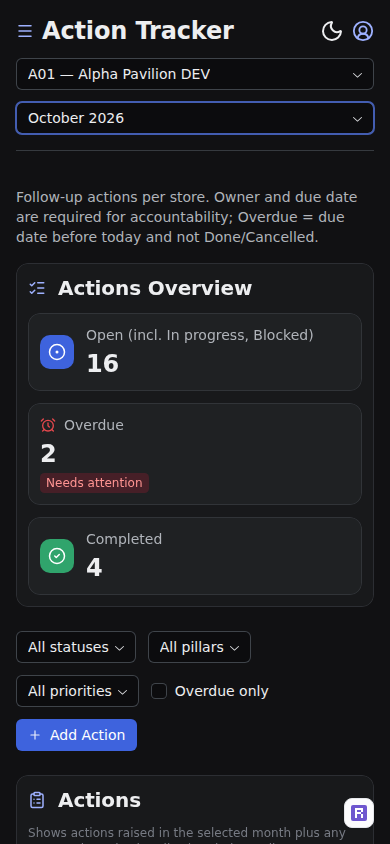 Action Tracker
A01 — Alpha Pavilion DEV
October 2026
Follow-up actions per store. Owner and due date
are required for accountability; Overdue = due
date before today and not Done/Cancelled.
Actions Overview
Open (incl. In progress, Blocked)
16
Overdue
2
Needs attention
Completed
4
All statuses
All pillars
All priorities
Overdue only
+ Add Action
Actions
Shows actions raised in the selected month plus any